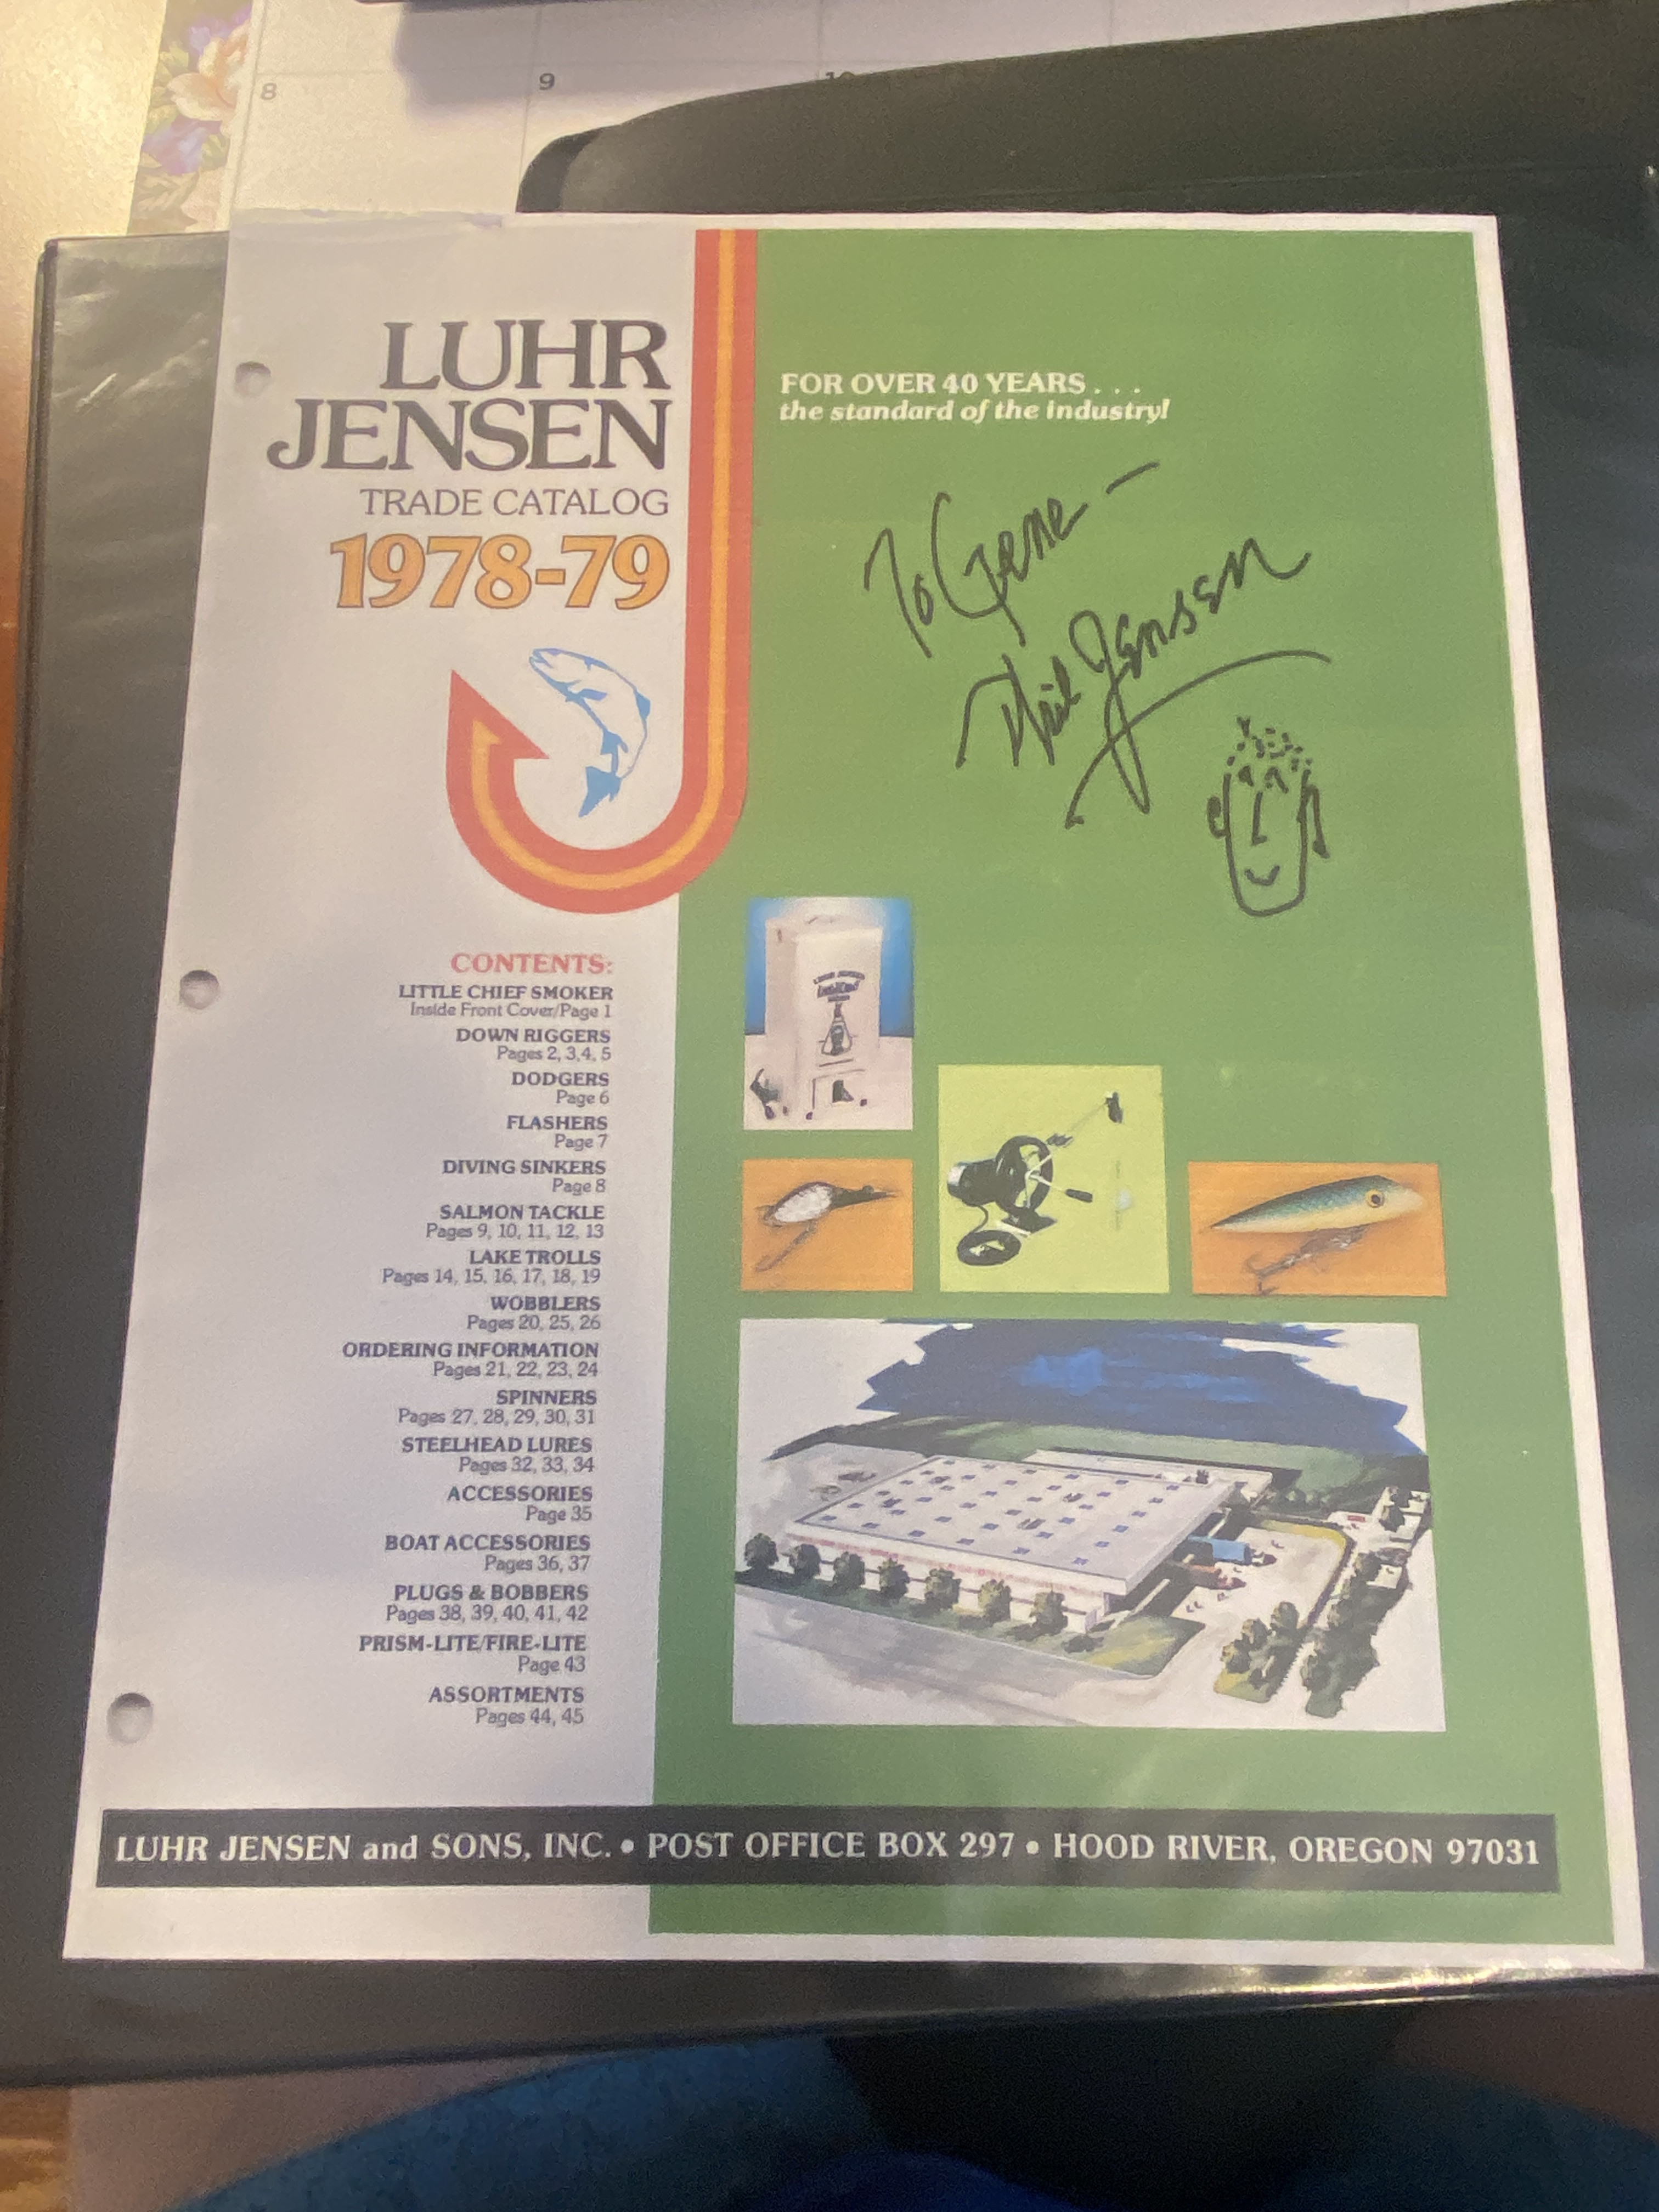 8
9
10
LUHR
JENSEN
TRADE CATALOG
1978-79
FOR OVER 40 YEARS . . .
the standard of the industry!
To Gene –
Phil Jensen
CONTENTS:
LITTLE CHIEF SMOKER
Inside Front Cover/Page 1
DOWN RIGGERS
Pages 2, 3,4, 5
DODGERS
Page 6
FLASHERS
Page 7
DIVING SINKERS
Page 8
SALMON TACKLE
Pages 9, 10, 11, 12, 13
LAKE TROLLS
Pages 14, 15, 16, 17, 18, 19
WOBBLERS
Pages 20, 25, 26
ORDERING INFORMATION
Pages 21, 22, 23, 24
SPINNERS
Pages 27, 28, 29, 30, 31
STEELHEAD LURES
Pages 32, 33, 34
ACCESSORIES
Page 35
BOAT ACCESSORIES
Pages 36, 37
PLUGS & BOBBERS
Pages 38, 39, 40, 41, 42
PRISM-LITE/FIRE-LITE
Page 43
ASSORTMENTS
Pages 44, 45
LUHR JENSEN
LUHR JENSEN and SONS, INC. • POST OFFICE BOX 297 • HOOD RIVER, OREGON 97031